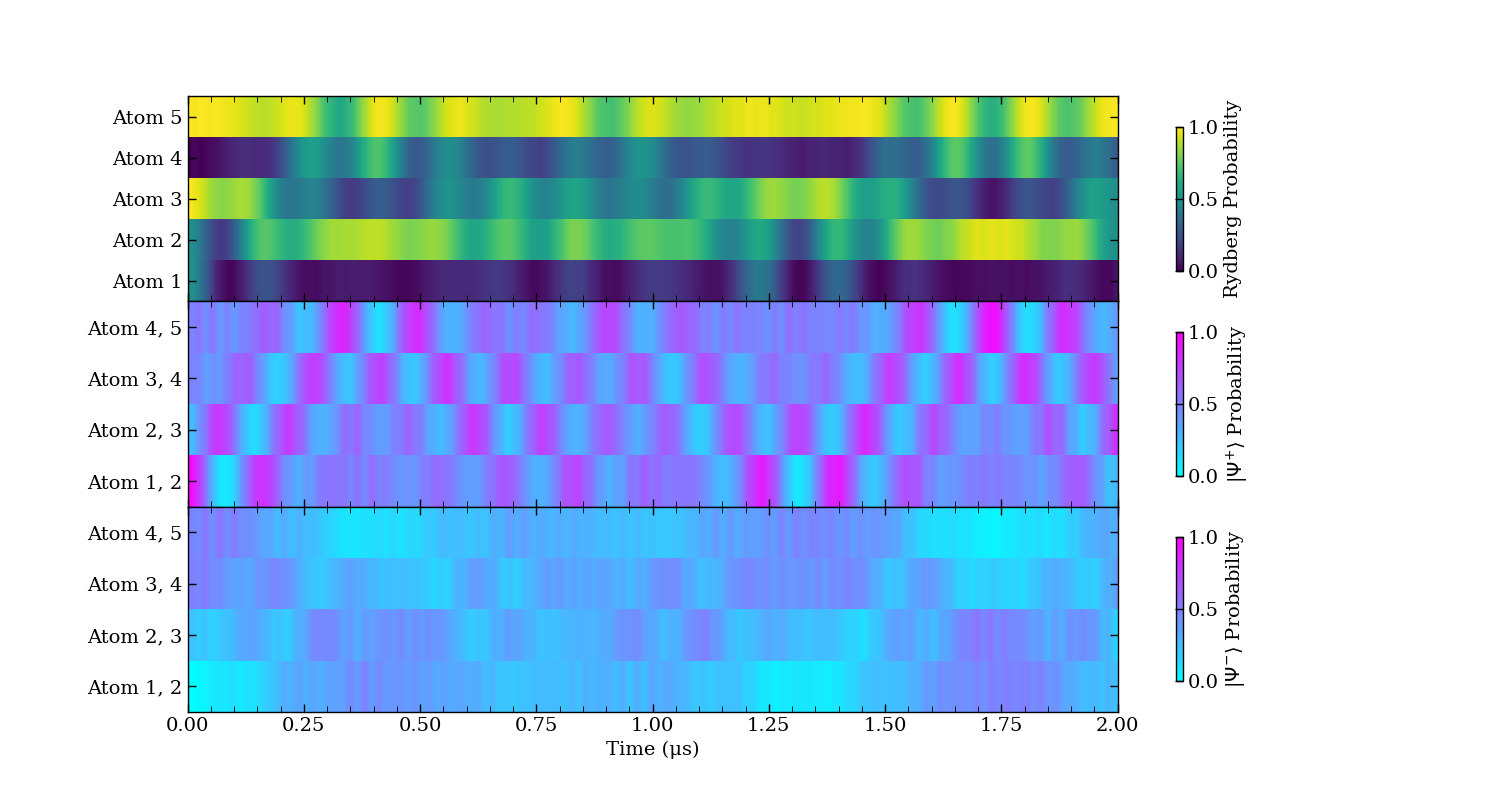 Atom 5
Atom 4
Atom 3
Atom 2
Atom 1
Atom 4, 5
Atom 3, 4
Atom 2, 3
Atom 1, 2
Atom 4, 5
Atom 3, 4
Atom 2, 3
Atom 1, 2
0.00 0.25 0.50 0.75 1.00 1.25 1.50 1.75 2.00
Time (µs)
1.0
0.5
0.0
Rydberg Probability
1.0
0.5
0.0
|Ψ⁺⟩ Probability
1.0
0.5
0.0
|Ψ⁻⟩ Probability